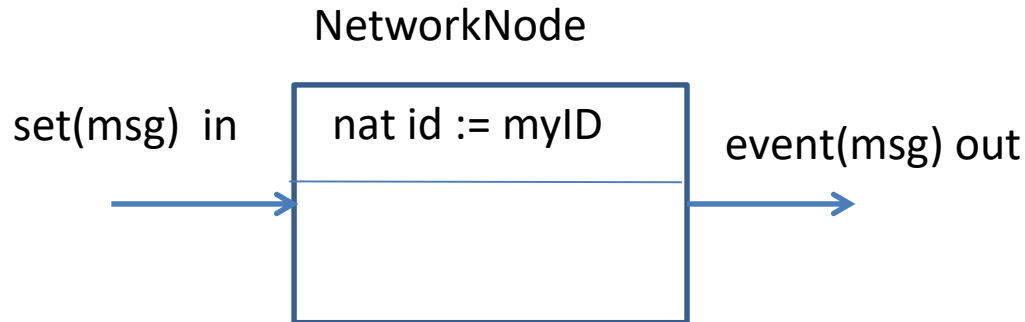 NetworkNode
set(msg) in
nat id := myID
event(msg) out